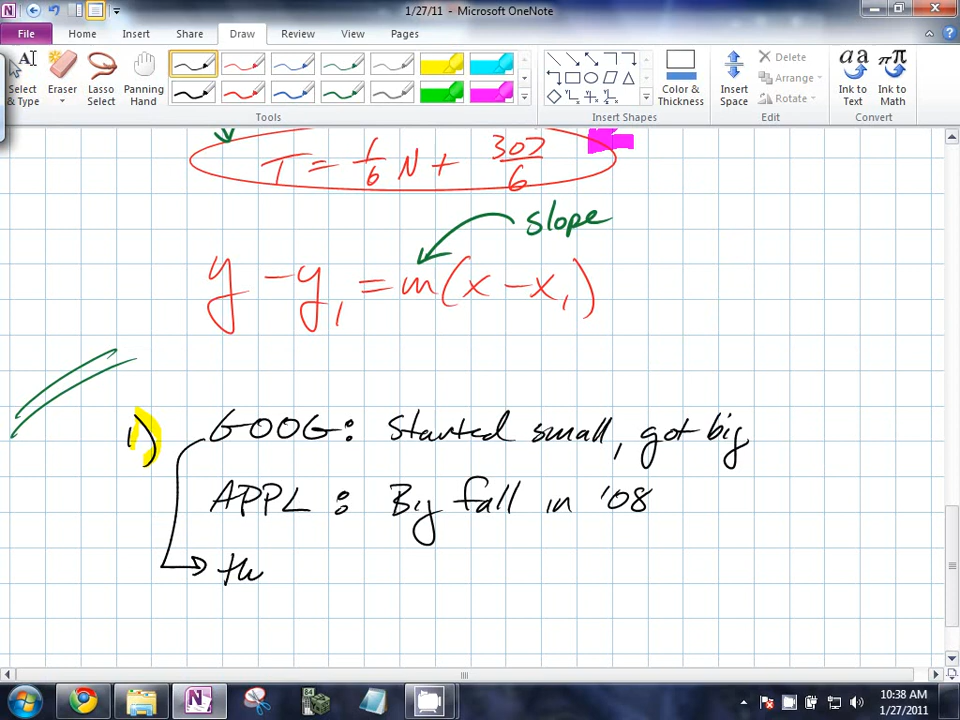 1/27/11 - Microsoft OneNote
File Home Insert Share Draw Review View Pages
Select & Type
Eraser
Lasso Select
Panning Hand
Color & Thickness
Insert Space
Delete
Arrange
Rotate
Ink to Text
Ink to Math
Tools Insert Shapes Edit Convert
T = 1/6 N + 307/6
slope
y - y₁ = m(x - x₁)
1) GOOG: Started small, got big
APPL: Big fall in '08
→ th
10:38 AM
1/27/2011